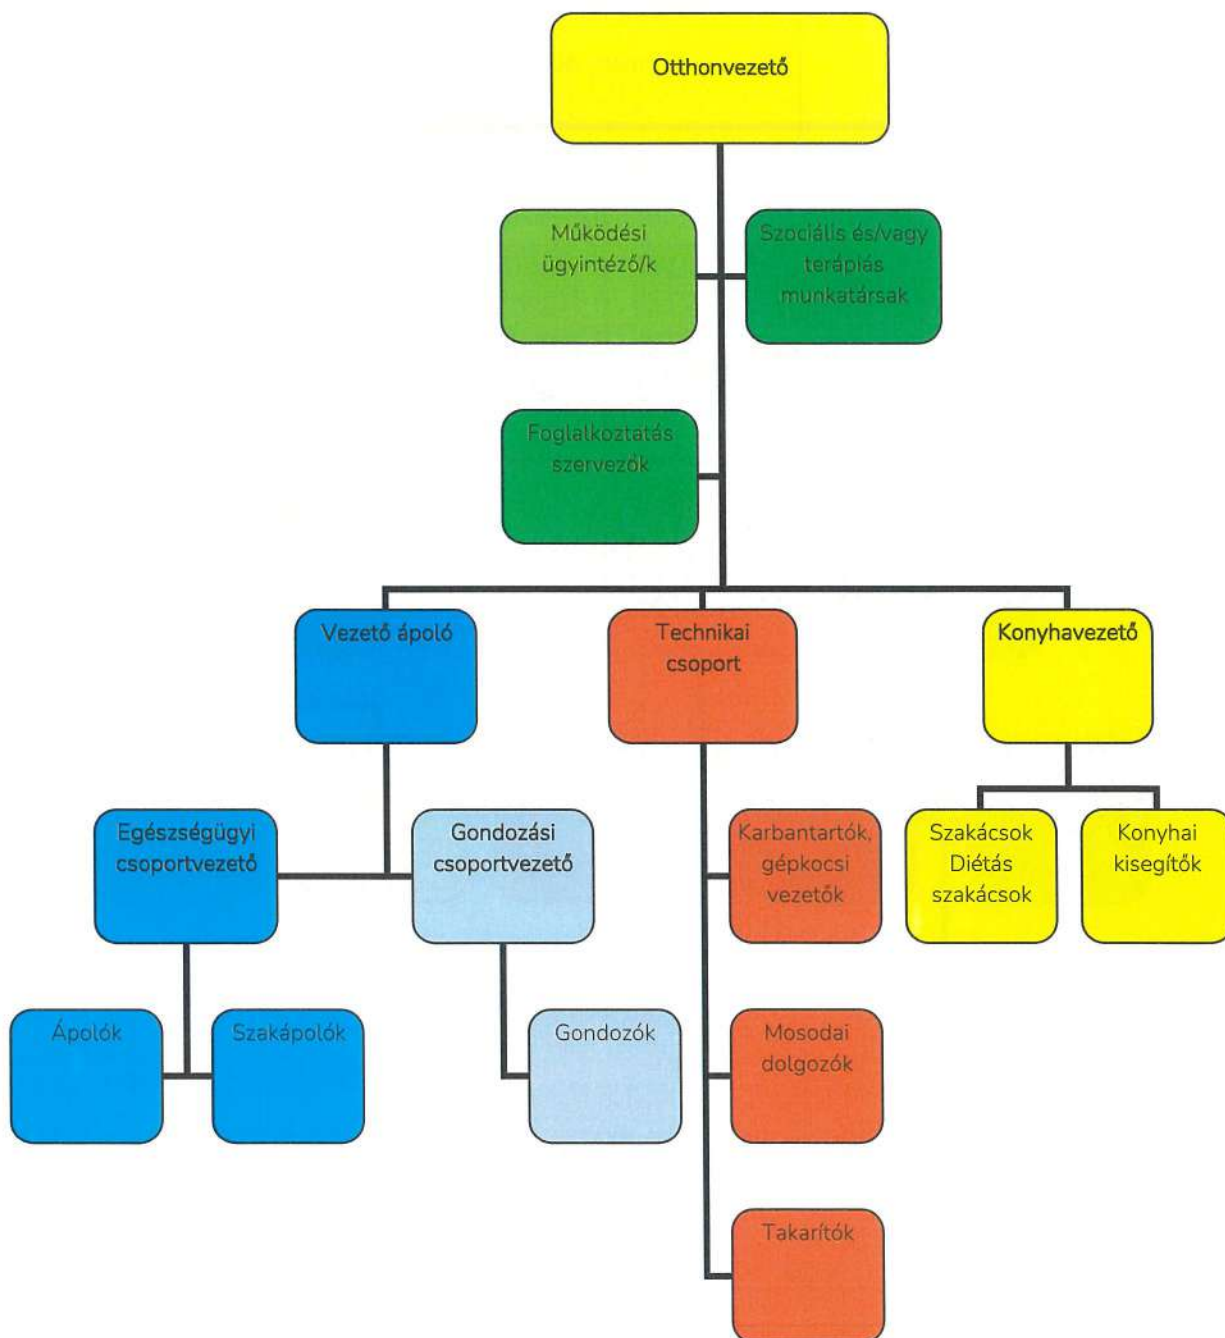 Otthonvezető
Működési
ügyintéző/k
Szociális és/vagy
terápiás
munkatársak
Foglalkoztatás
szervezők
Vezető ápoló
Technikai
csoport
Konyhavezető
Egészségügyi
csoportvezető
Gondozási
csoportvezető
Karbantartók,
gépkocsi
vezetők
Szakácsok
Diétás
szakácsok
Konyhai
kisegítők
Ápolók
Szakápolók
Gondozók
Mosodai
dolgozók
Takarítók